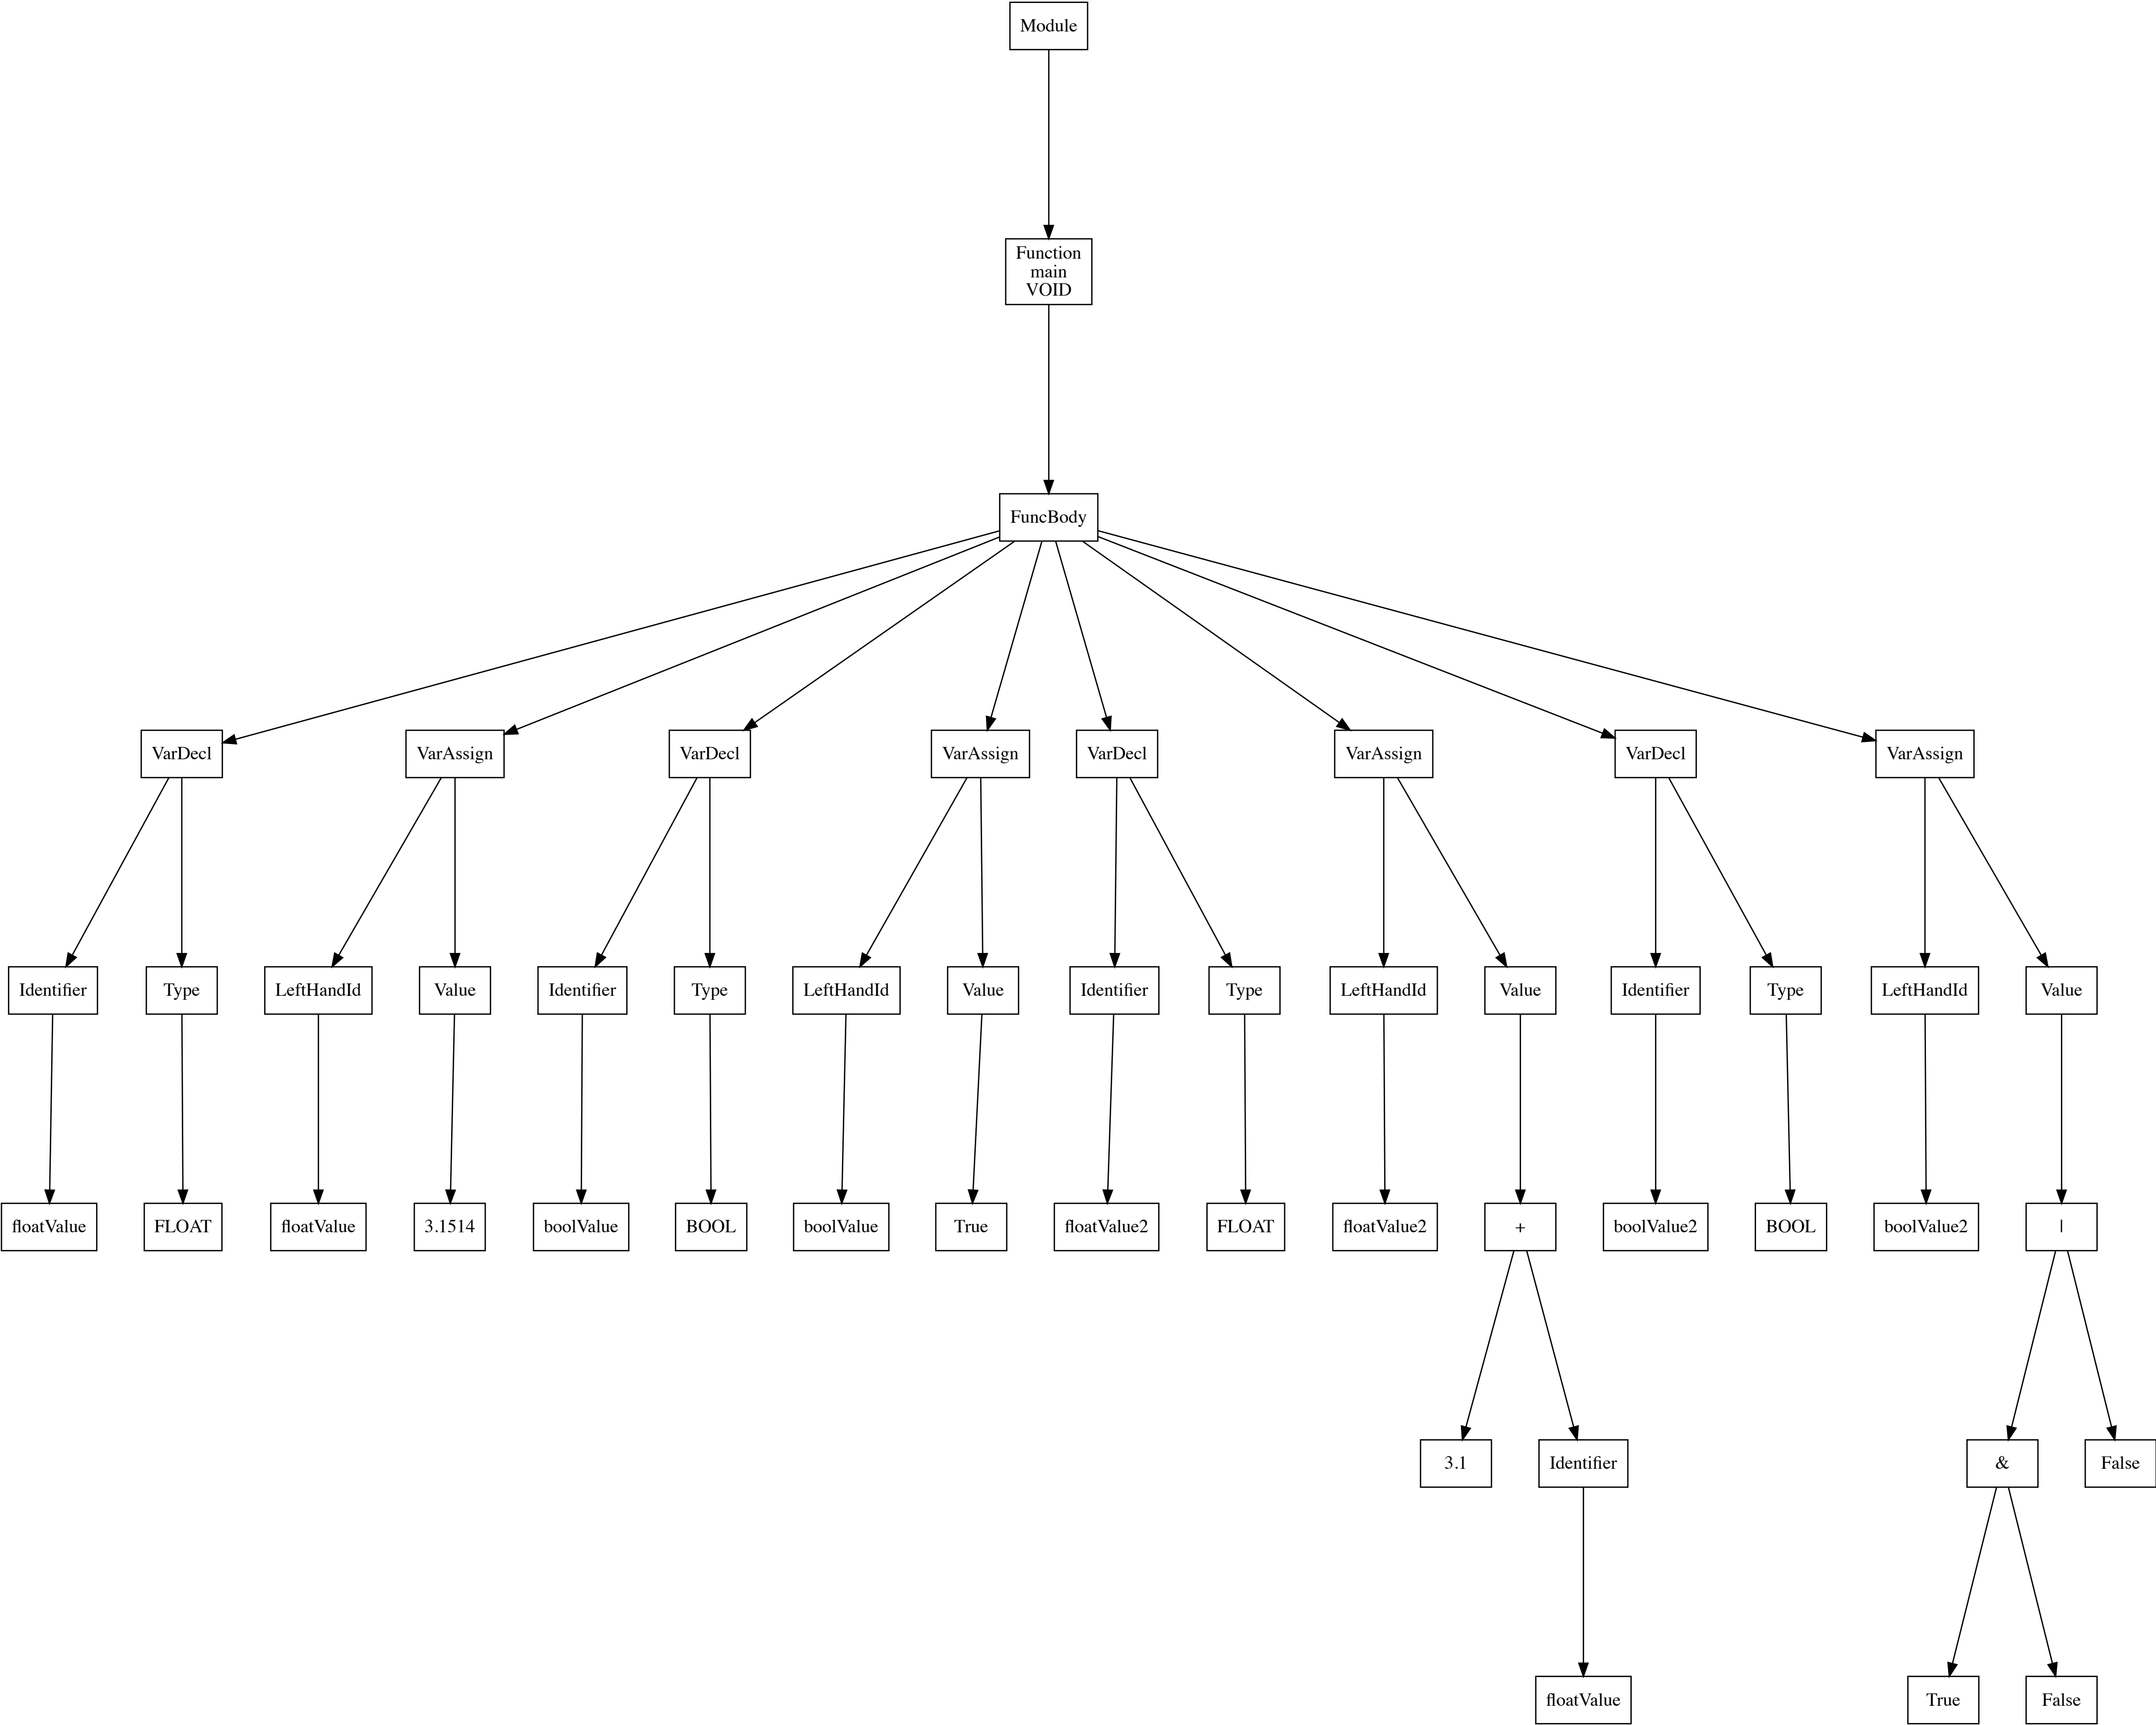 Module
Function
main
VOID
FuncBody
VarDecl
VarAssign
VarDecl
VarAssign
VarDecl
VarAssign
VarDecl
VarAssign
Identifier
Type
LeftHandId
Value
Identifier
Type
LeftHandId
Value
Identifier
Type
LeftHandId
Value
Identifier
Type
LeftHandId
Value
floatValue
FLOAT
floatValue
3.1514
boolValue
BOOL
boolValue
True
floatValue2
FLOAT
floatValue2
+
boolValue2
BOOL
boolValue2
|
3.1
Identifier
&
False
floatValue
True
False